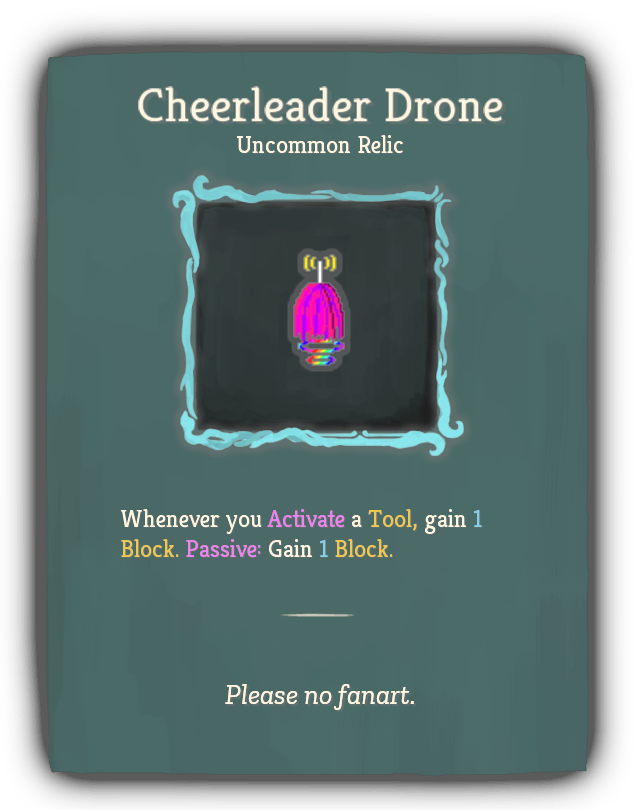 Cheerleader Drone
Uncommon Relic
Whenever you Activate a Tool, gain 1
Block. Passive: Gain 1 Block.
Please no fanart.